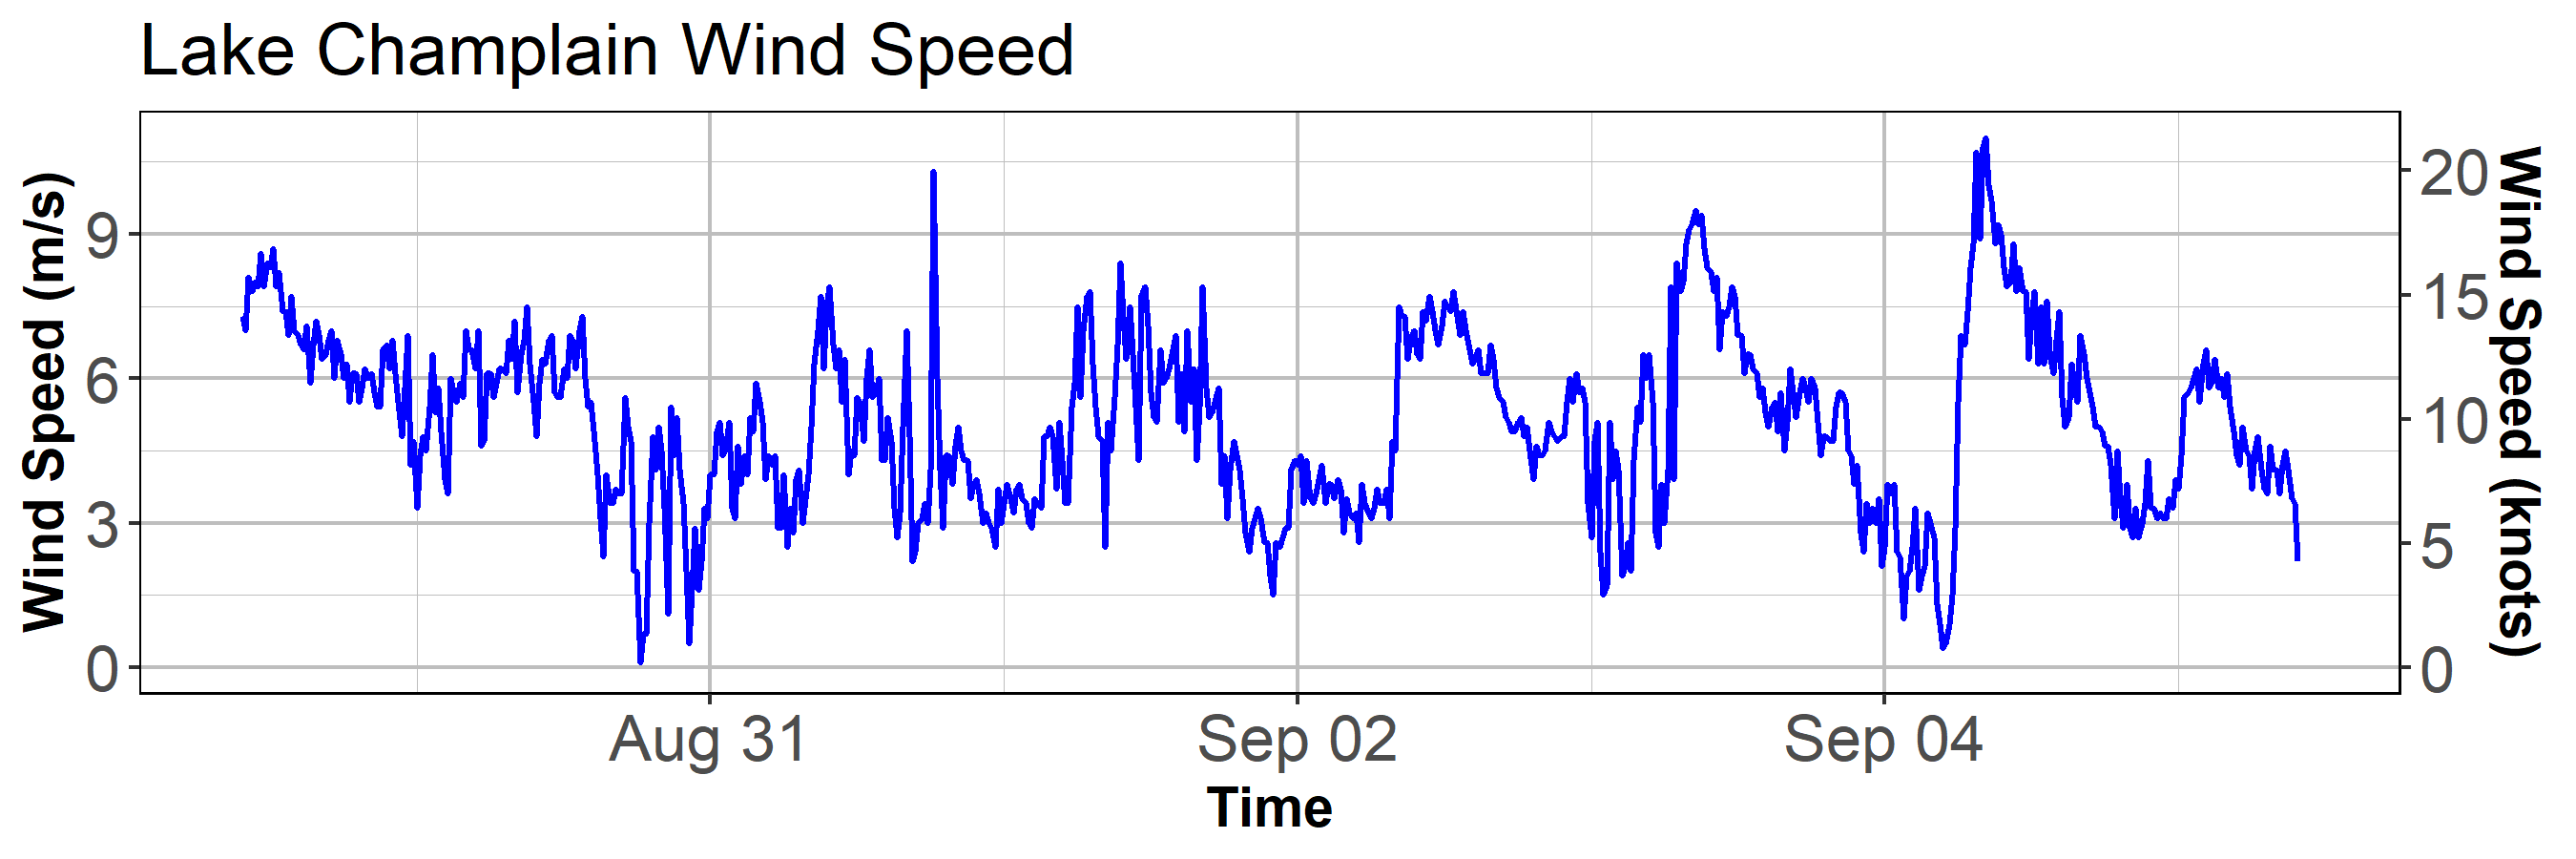 Lake Champlain Wind Speed
Wind Speed (m/s)
9
6
3
0
20
15
10
5
0
Wind Speed (knots)
Aug 31
Sep 02
Sep 04
Time